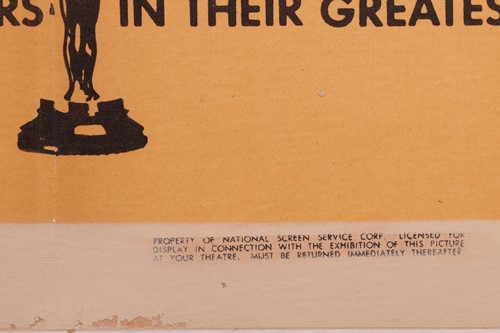 RS IN THEIR GREATES
PROPERTY OF NATIONAL SCREEN SERVICE CORP. LICENSED FOR
DISPLAY IN CONNECTION WITH THE EXHIBITION OF THIS PICTURE
AT YOUR THEATRE. MUST BE RETURNED IMMEDIATELY THEREAFTER.